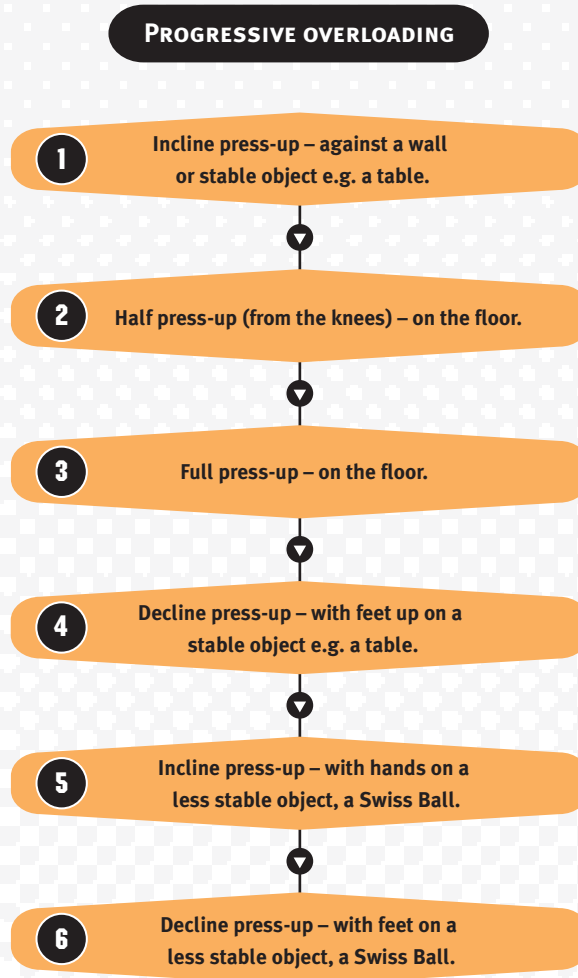 PROGRESSIVE OVERLOADING
1
Incline press-up – against a wall
or stable object e.g. a table.
2
Half press-up (from the knees) – on the floor.
3
Full press-up – on the floor.
4
Decline press-up – with feet up on a
stable object e.g. a table.
5
Incline press-up – with hands on a
less stable object, a Swiss Ball.
6
Decline press-up – with feet on a
less stable object, a Swiss Ball.